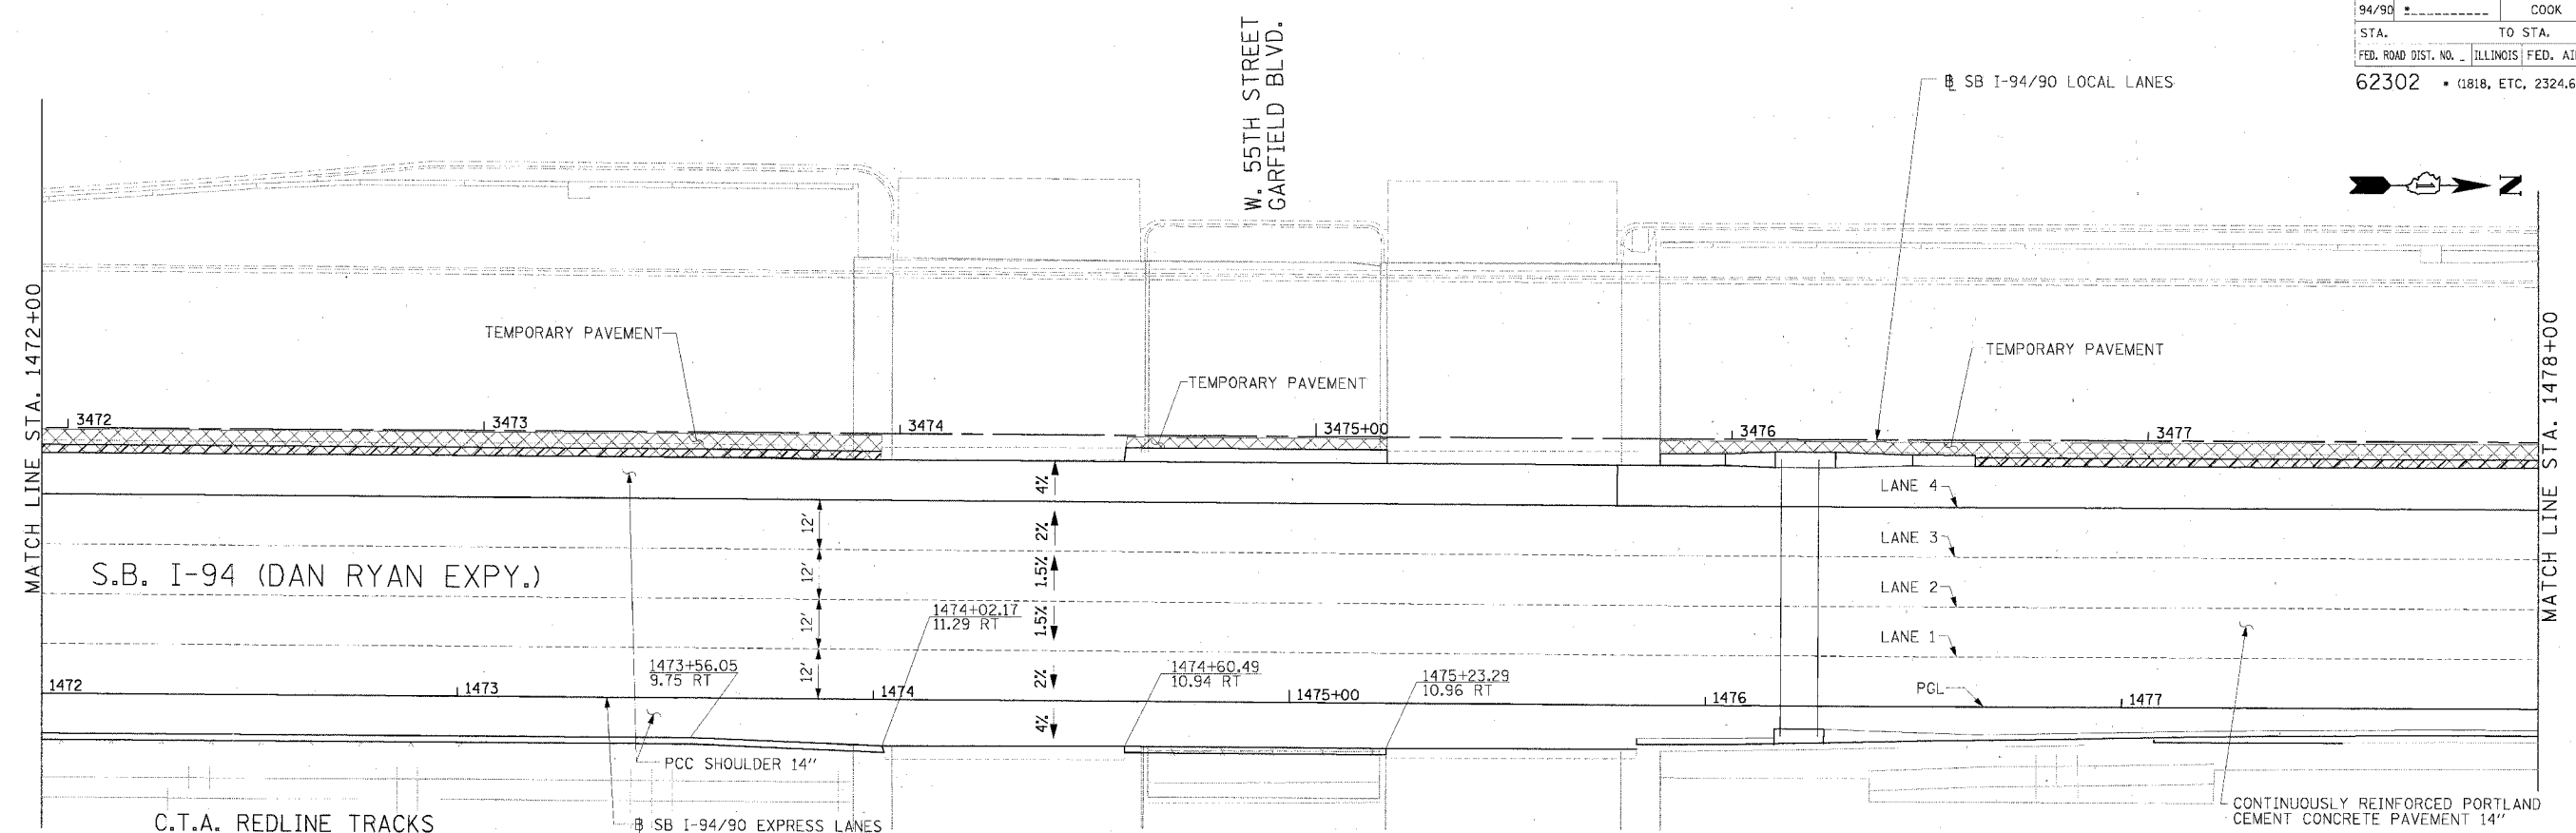 94/90 * COOK
STA. TO STA.
FED. ROAD DIST. NO. _ ILLINOIS FED.
62302 * (1818, ETC, 2324.6
W. 55TH STREET
GARFIELD BLVD.
SB I-94/90 LOCAL LANES
N
MATCH LINE STA. 1472+00
MATCH LINE STA. 1478+00
TEMPORARY PAVEMENT
TEMPORARY PAVEMENT
TEMPORARY PAVEMENT
3472
3473
3474
3475+00
3476
3477
4%
2%
1.5%
1.5%
2%
4%
12'
12'
12'
12'
LANE 4
LANE 3
LANE 2
LANE 1
PGL
S.B. I-94 (DAN RYAN EXPY.)
1474+02.17
11.29 RT
1473+56.05
9.75 RT
1474+60.49
10.94 RT
1475+23.29
10.96 RT
1472
1473
1474
1475+00
1476
1477
PCC SHOULDER 14"
C.T.A. REDLINE TRACKS
SB I-94/90 EXPRESS LANES
CONTINUOUSLY REINFORCED PORTLAND
CEMENT CONCRETE PAVEMENT 14"